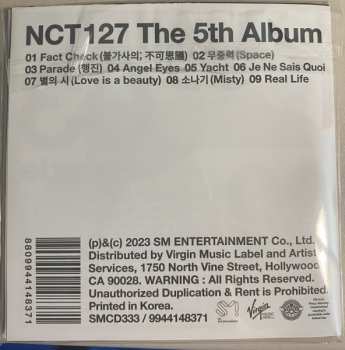 NCT127 The 5th Album
01 Fact Check (불가사의; 不可思議) 02 무중력 (Space)
03 Parade (행진) 04 Angel Eyes 05 Yacht 06 Je Ne Sais Quoi
07 별의 시 (Love is a beauty) 08 소나기 (Misty) 09 Real Life
(p)&(c) 2023 SM ENTERTAINMENT Co., Ltd.
Distributed by Virgin Music Label and Artist
Services, 1750 North Vine Street, Hollywood
CA 90028. WARNING : All Rights Reserved.
Unauthorized Duplication & Rent is Prohibited.
Printed in Korea.
SMCD333 / 9944148371
8809944148371
SM
Virgin